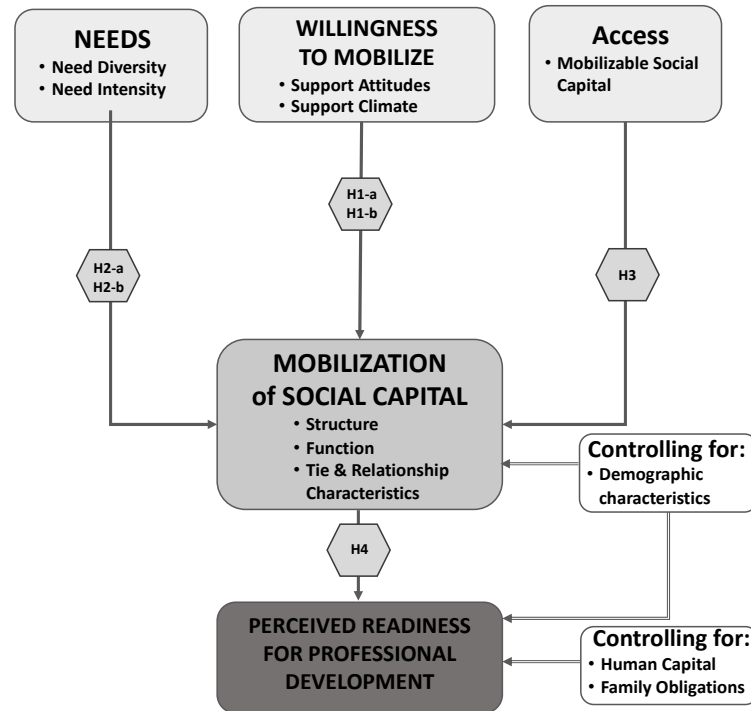 NEEDS
• Need Diversity
• Need Intensity
WILLINGNESS
TO MOBILIZE
• Support Attitudes
• Support Climate
Access
• Mobilizable Social
Capital
H1-a
H1-b
H2-a
H2-b
H3
MOBILIZATION
of SOCIAL CAPITAL
• Structure
• Function
• Tie & Relationship
Characteristics
Controlling for:
• Demographic
characteristics
H4
PERCEIVED READINESS
FOR PROFESSIONAL
DEVELOPMENT
Controlling for:
• Human Capital
• Family Obligations